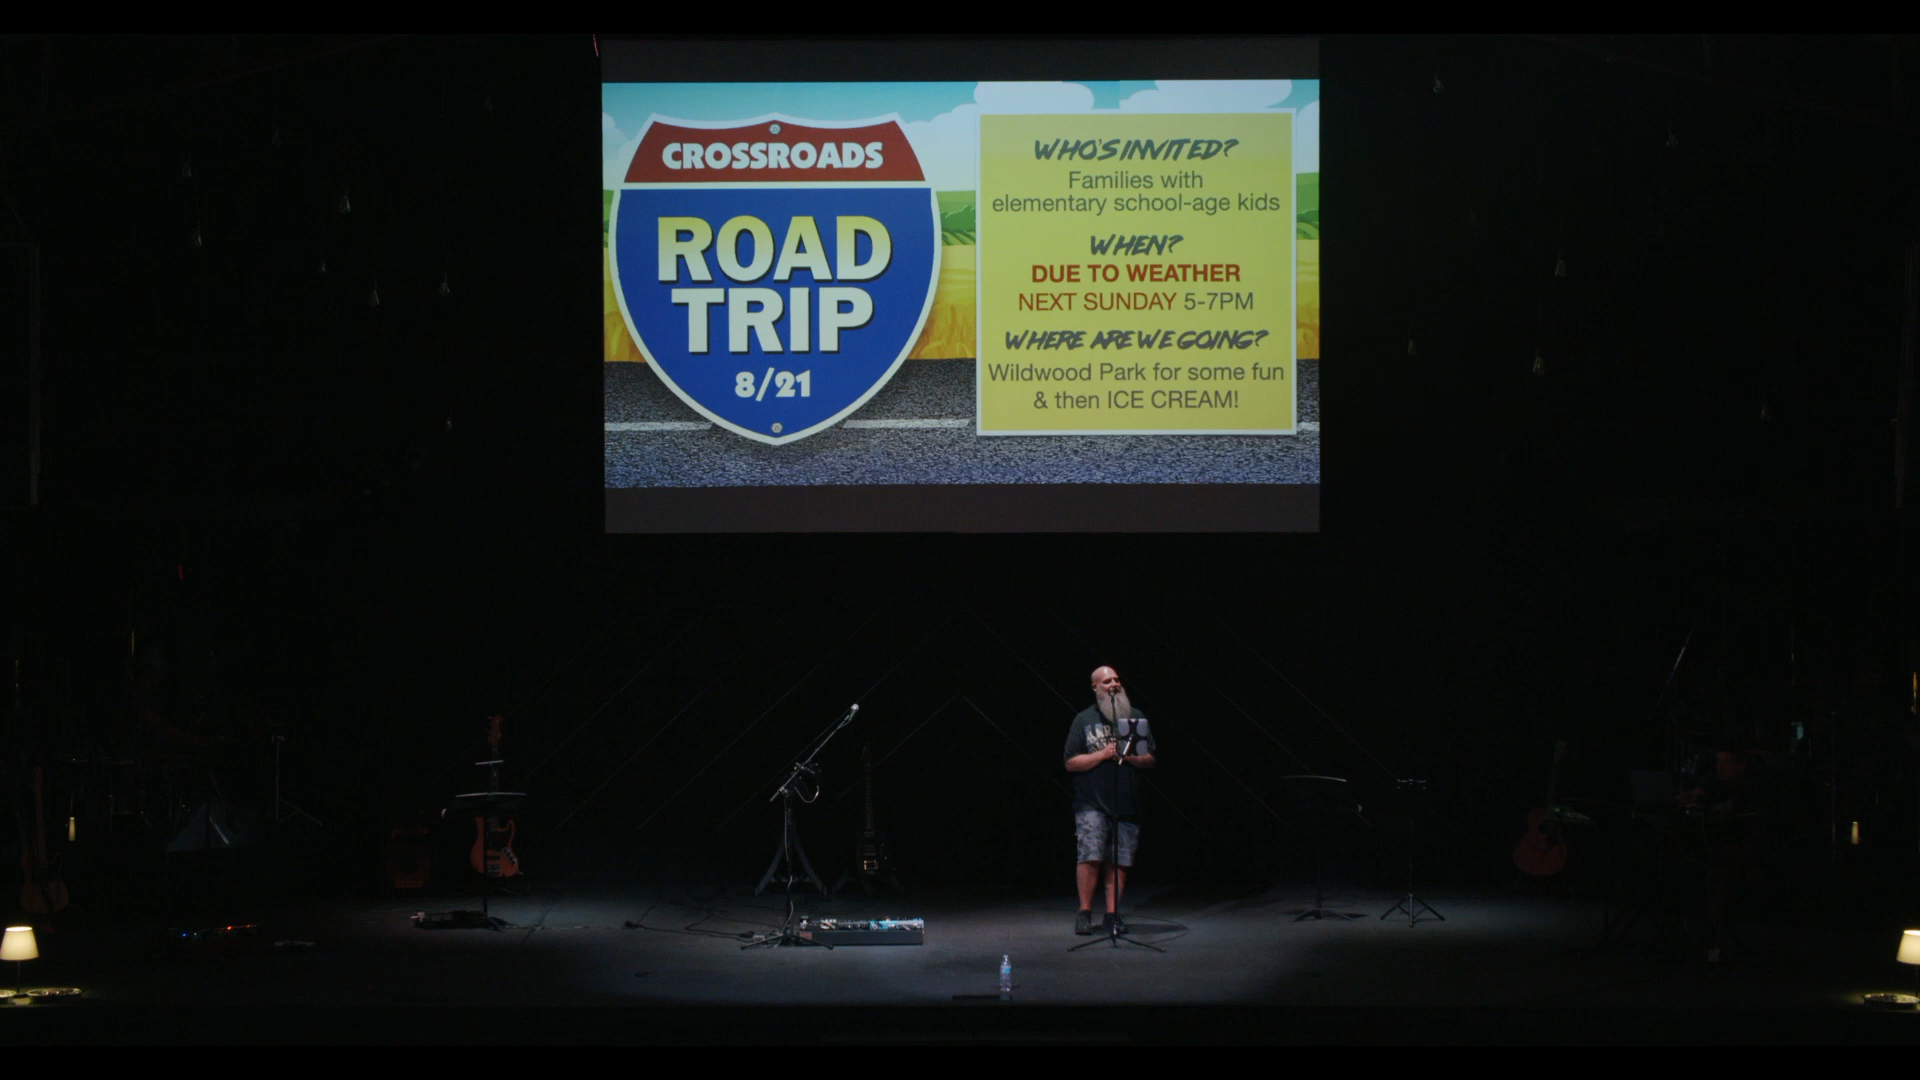 CROSSROADS
ROAD
TRIP
8/21
WHO'S INVITED?
Families with
elementary school-age kids
WHEN?
DUE TO WEATHER
NEXT SUNDAY 5-7PM
WHERE ARE WE GOING?
Wildwood Park for some fun
& then ICE CREAM!